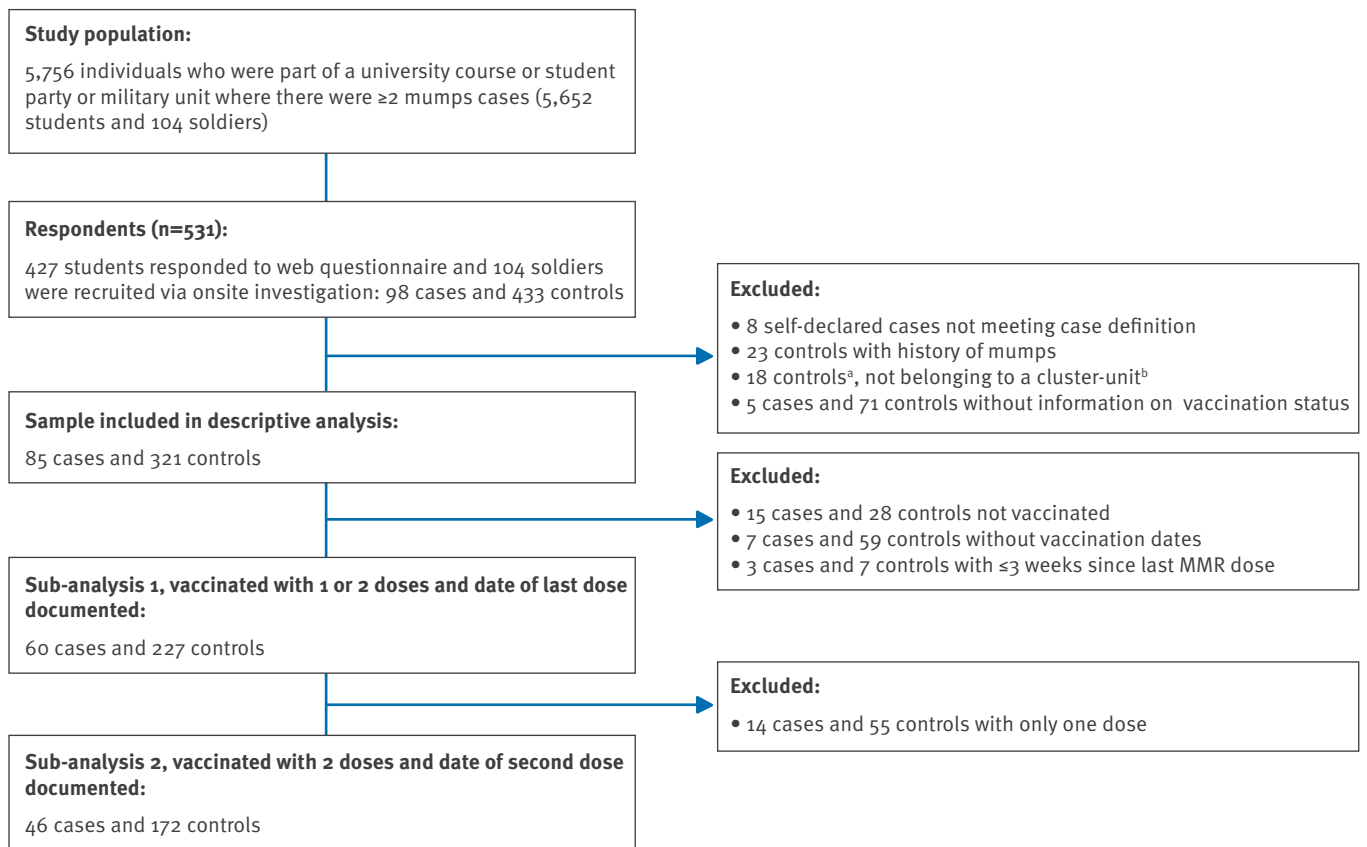 Study population:
5,756 individuals who were part of a university course or student
party or military unit where there were ≥2 mumps cases (5,652
students and 104 soldiers)
Respondents (n=531):
427 students responded to web questionnaire and 104 soldiers
were recruited via onsite investigation: 98 cases and 433 controls
Excluded:
• 8 self-declared cases not meeting case definition
• 23 controls with history of mumps
• 18 controlsᵃ, not belonging to a cluster-unitᵇ
• 5 cases and 71 controls without information on vaccination status
Sample included in descriptive analysis:
85 cases and 321 controls
Excluded:
• 15 cases and 28 controls not vaccinated
• 7 cases and 59 controls without vaccination dates
• 3 cases and 7 controls with ≤3 weeks since last MMR dose
Sub-analysis 1, vaccinated with 1 or 2 doses and date of last dose
documented:
60 cases and 227 controls
Excluded:
• 14 cases and 55 controls with only one dose
Sub-analysis 2, vaccinated with 2 doses and date of second dose
documented:
46 cases and 172 controls